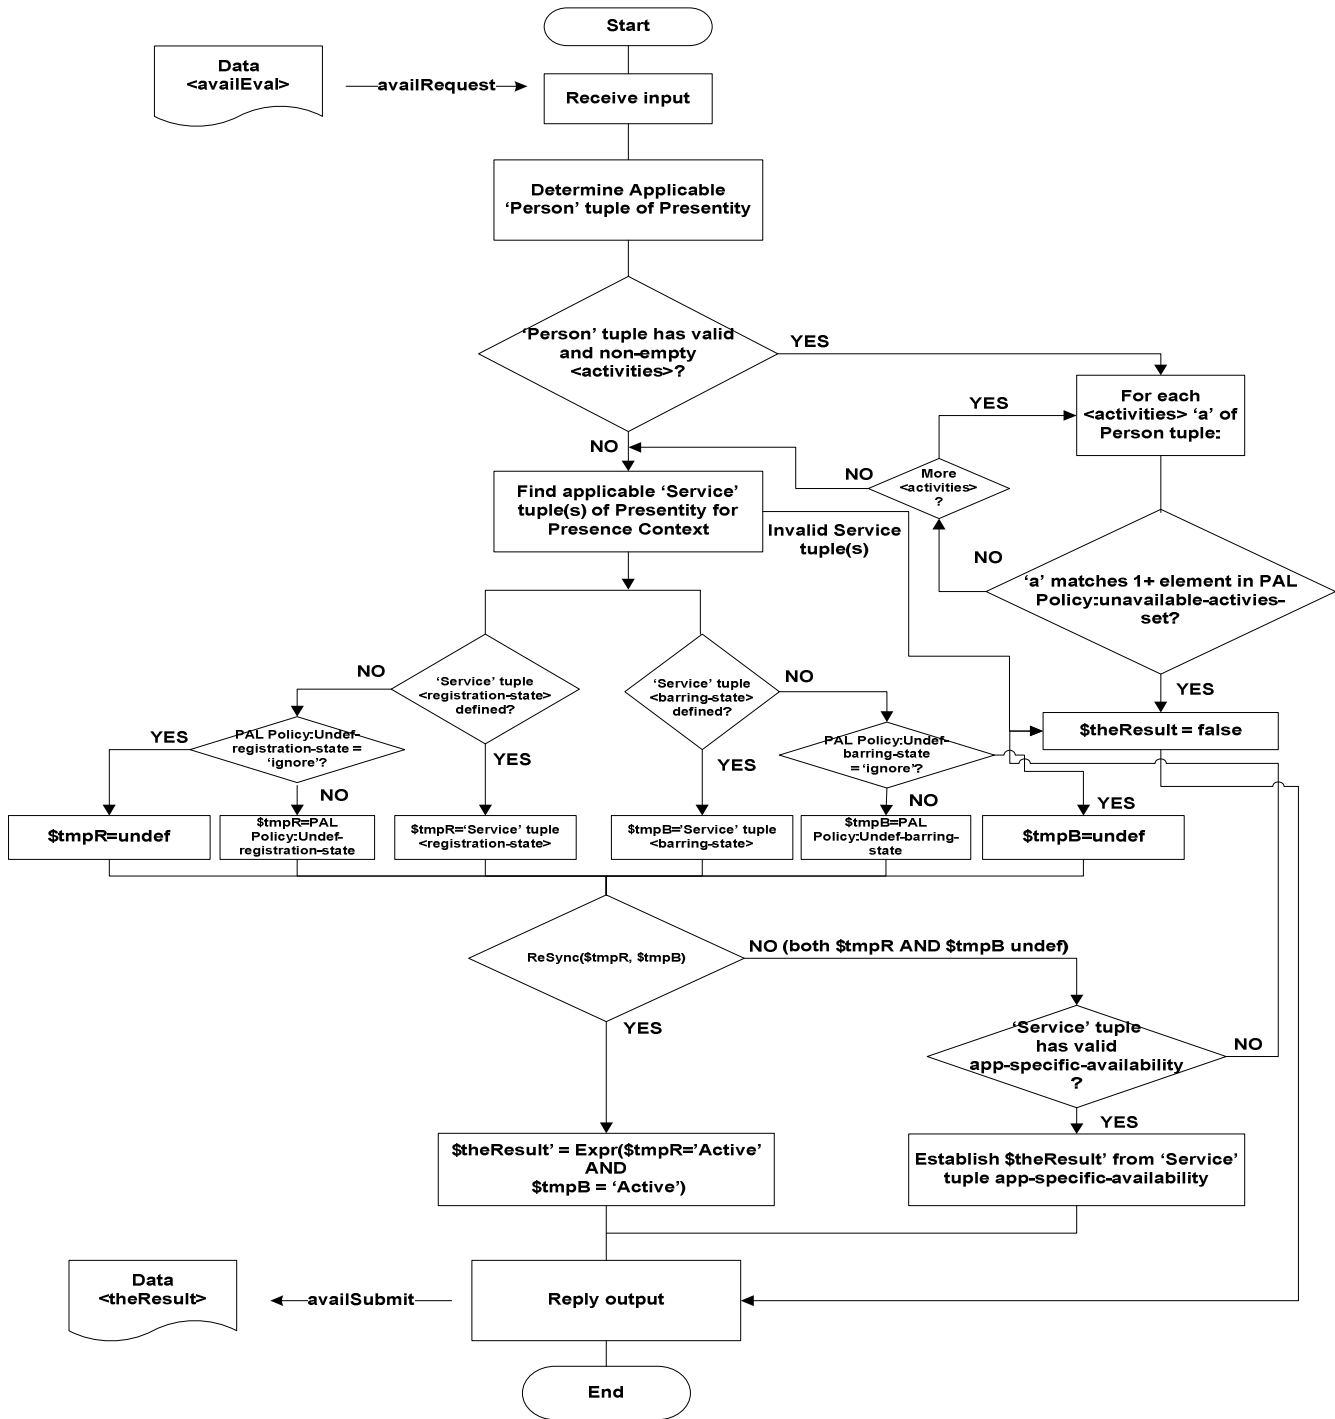 Start
Data
<availEval>
availRequest
Receive input
Determine Applicable
‘Person’ tuple of Presentity
‘Person’ tuple has valid
and non-empty
<activities>?
YES
For each
<activities> ‘a’ of
Person tuple:
YES
NO
NO
More
<activities>
?
Find applicable ‘Service’
tuple(s) of Presentity for
Presence Context
Invalid Service
tuple(s)
NO
‘a’ matches 1+ element in PAL
Policy:unavailable-activies-
set?
NO
‘Service’ tuple
<registration-state>
defined?
‘Service’ tuple
<barring-state>
defined?
NO
YES
$theResult = false
YES
PAL Policy:Undef-
registration-state =
‘ignore’?
YES
YES
PAL Policy:Undef-
barring-state
= ‘ignore’?
NO
NO
YES
$tmpR=undef
$tmpR=PAL
Policy:Undef-
registration-state
$tmpR=‘Service’ tuple
<registration-state>
$tmpB=’Service’ tuple
<barring-state>
$tmpB=PAL
Policy:Undef-barring-
state
$tmpB=undef
ReSync($tmpR, $tmpB)
NO (both $tmpR AND $tmpB undef)
YES
‘Service’ tuple
has valid
app-specific-availability
?
NO
YES
$theResult’ = Expr($tmpR=’Active’
AND
$tmpB = ‘Active’)
Establish $theResult’ from ‘Service’
tuple app-specific-availability
Data
<theResult>
availSubmit
Reply output
End